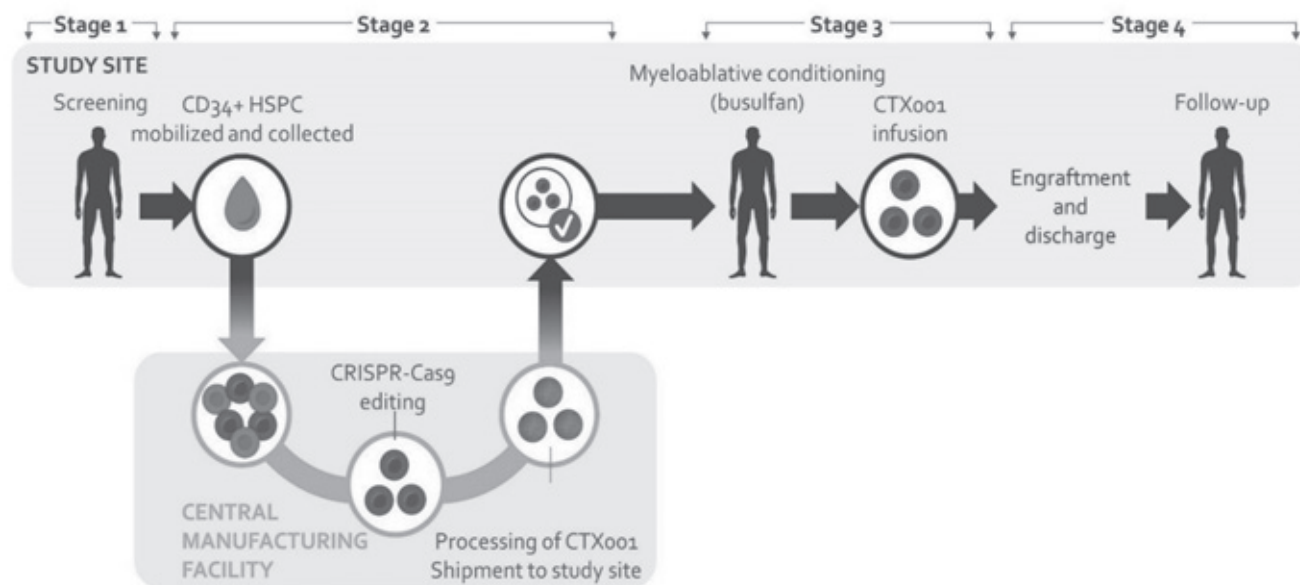 Stage 1
Stage 2
Stage 3
Stage 4
STUDY SITE
Screening
CD34+ HSPC
mobilized and collected
Myeloablative conditioning
(busulfan)
CTX001
infusion
Engraftment
and
discharge
Follow-up
CRISPR-Cas9
editing
CENTRAL
MANUFACTURING
FACILITY
Processing of CTX001
Shipment to study site